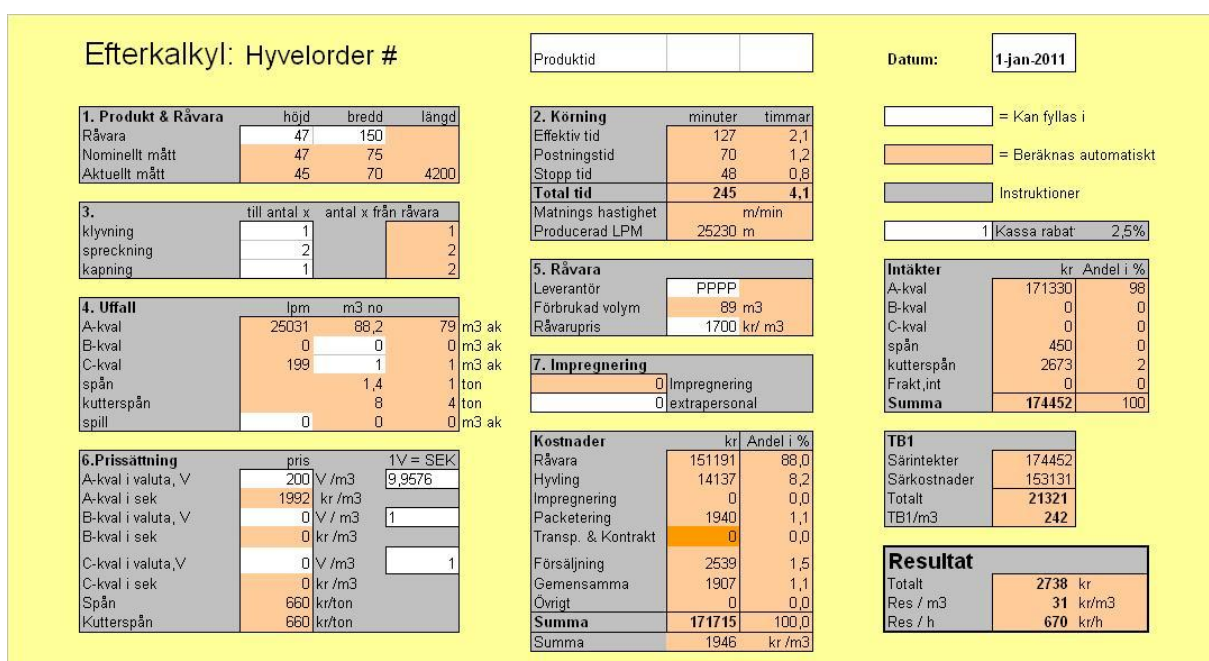 Efterkalkyl: Hyvelorder #
Produktid
Datum: 1-jan-2011
1. Produkt & Råvara höjd bredd längd
Råvara 47 150
Nominellt mått 47 75
Aktuellt mått 45 70 4200
2. Körning minuter timmar
Effektiv tid 127 2,1
Postningstid 70 1,2
Stopp tid 48 0,8
Total tid 245 4,1
Matnings hastighet m/min
Producerad LPM 25230 m
= Kan fyllas i
= Beräknas automatiskt
Instruktioner
1 Kassa rabat 2,5%
3. till antal x antal x från råvara
klyvning 1 1
spreckning 2 2
kapning 1 2
4. Uffall lpm m3 no
A-kval 25031 88,2 79 m3 ak
B-kval 0 0 0 m3 ak
C-kval 199 1 1 m3 ak
spån 1,4 1 ton
kutterspån 8 4 ton
spill 0 0 0 m3 ak
5. Råvara
Leverantör PPPP
Förbrukad volym 89 m3
Råvarupris 1700 kr/ m3
7. Impregnering
0 Impregnering
0 extrapersonal
Intäkter kr Andel i %
A-kval 171330 98
B-kval 0 0
C-kval 0 0
spån 450 0
kutterspån 2673 2
Frakt,int 0 0
Summa 174452 100
6.Prissättning pris 1V = SEK
A-kval i valuta, V 200 V /m3 9,9576
A-kval i sek 1992 kr /m3
B-kval i valuta, V 0 V / m3 1
B-kval i sek 0 kr /m3
C-kval i valuta,V 0 V /m3 1
C-kval i sek 0 kr /m3
Spån 660 kr/ton
Kutterspån 660 kr/ton
Kostnader kr Andel i %
Råvara 151191 88,0
Hyvling 14137 8,2
Impregnering 0 0,0
Packetering 1940 1,1
Transp. & Kontrakt 0 0,0
Försäljning 2539 1,5
Gemensamma 1907 1,1
Övrigt 0 0,0
Summa 171715 100,0
Summa 1946 kr /m3
TB1
Särintekter 174452
Särkostnader 153131
Totalt 21321
TB1/m3 242
Resultat
Totalt 2738 kr
Res / m3 31 kr/m3
Res / h 670 kr/h